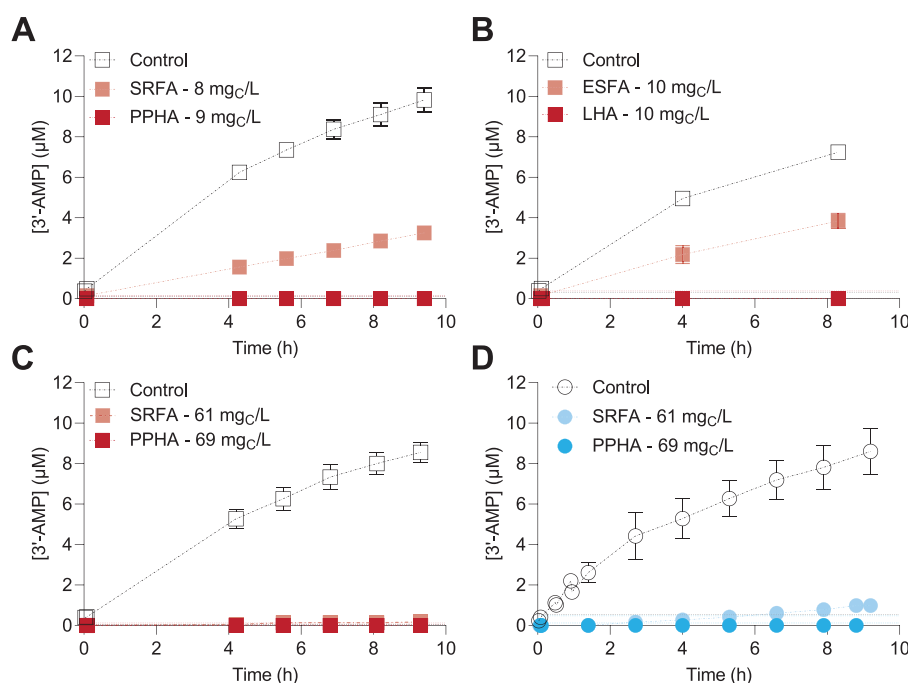 A
12
10
8
6
4
2
0
[3'-AMP] (µM)
Control
SRFA - 8 mgC/L
PPHA - 9 mgC/L
0 2 4 6 8 10
Time (h)
B
12
10
8
6
4
2
0
[3'-AMP] (µM)
Control
ESFA - 10 mgC/L
LHA - 10 mgC/L
0 2 4 6 8 10
Time (h)
C
12
10
8
6
4
2
0
[3'-AMP] (µM)
Control
SRFA - 61 mgC/L
PPHA - 69 mgC/L
0 2 4 6 8 10
Time (h)
D
12
10
8
6
4
2
0
[3'-AMP] (µM)
Control
SRFA - 61 mgC/L
PPHA - 69 mgC/L
0 2 4 6 8 10
Time (h)